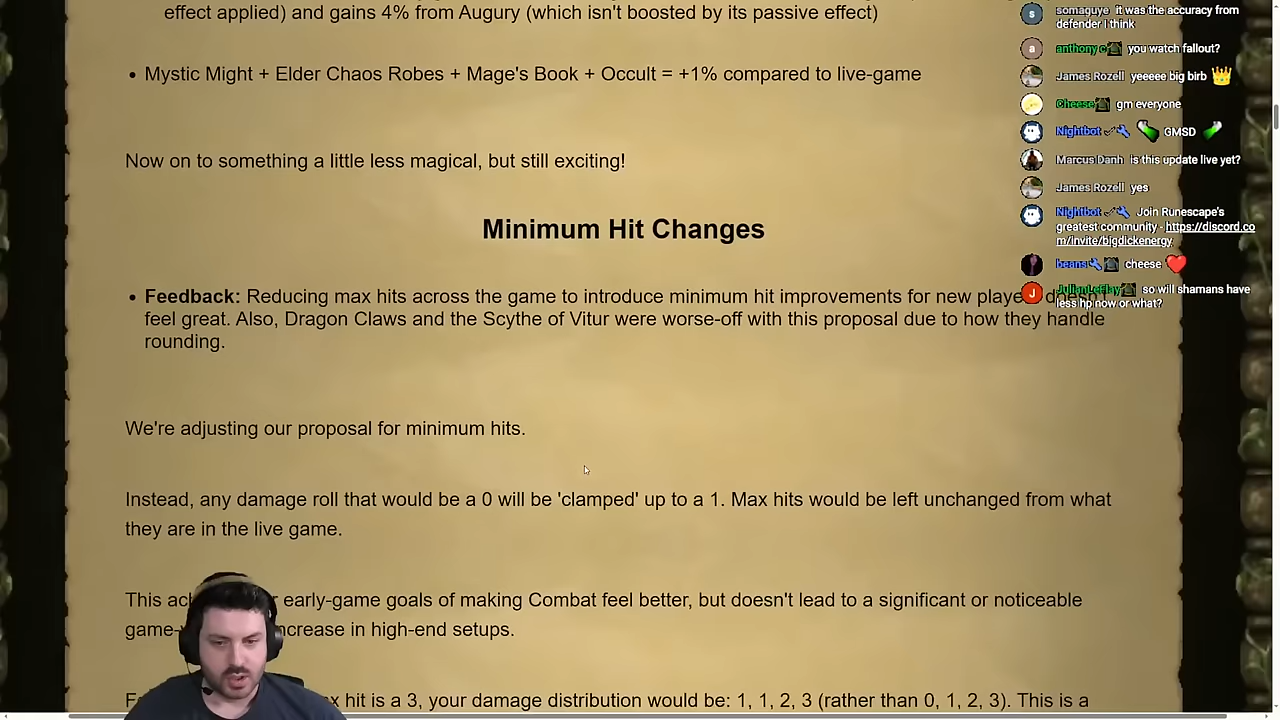 effect applied) and gains 4% from Augury (which isn't boosted by its passive effect)
• Mystic Might + Elder Chaos Robes + Mage's Book + Occult = +1% compared to live-game
Now on to something a little less magical, but still exciting!
Minimum Hit Changes
• Feedback: Reducing max hits across the game to introduce minimum hit improvements for new
feel great. Also, Dragon Claws and the Scythe of Vitur were worse-off with this proposal due to how they handle
rounding.
We're adjusting our proposal for minimum hits.
Instead, any damage roll that would be a 0 will be 'clamped' up to a 1. Max hits would be left unchanged from what
they are in the live game.
This early-game goals of making Combat feel better, but doesn't lead to a significant or noticeable
increase in high-end setups.
hit is a 3, your damage distribution would be: 1, 1, 2, 3 (rather than 0, 1, 2, 3). This is a
somaguye it was the accuracy from
defender I think
anthony c you watch fallout?
James Rozell yeeeee big birb
Cheese gm everyone
Nightbot GMSD
Marcus Danh is this update live yet?
James Rozell yes
Nightbot Join Runescape's
greatest community - https://discord.co
m/invite/bigdickenergy
beans cheese
J JulianLeFlay so will shamans have
less hp now or what?